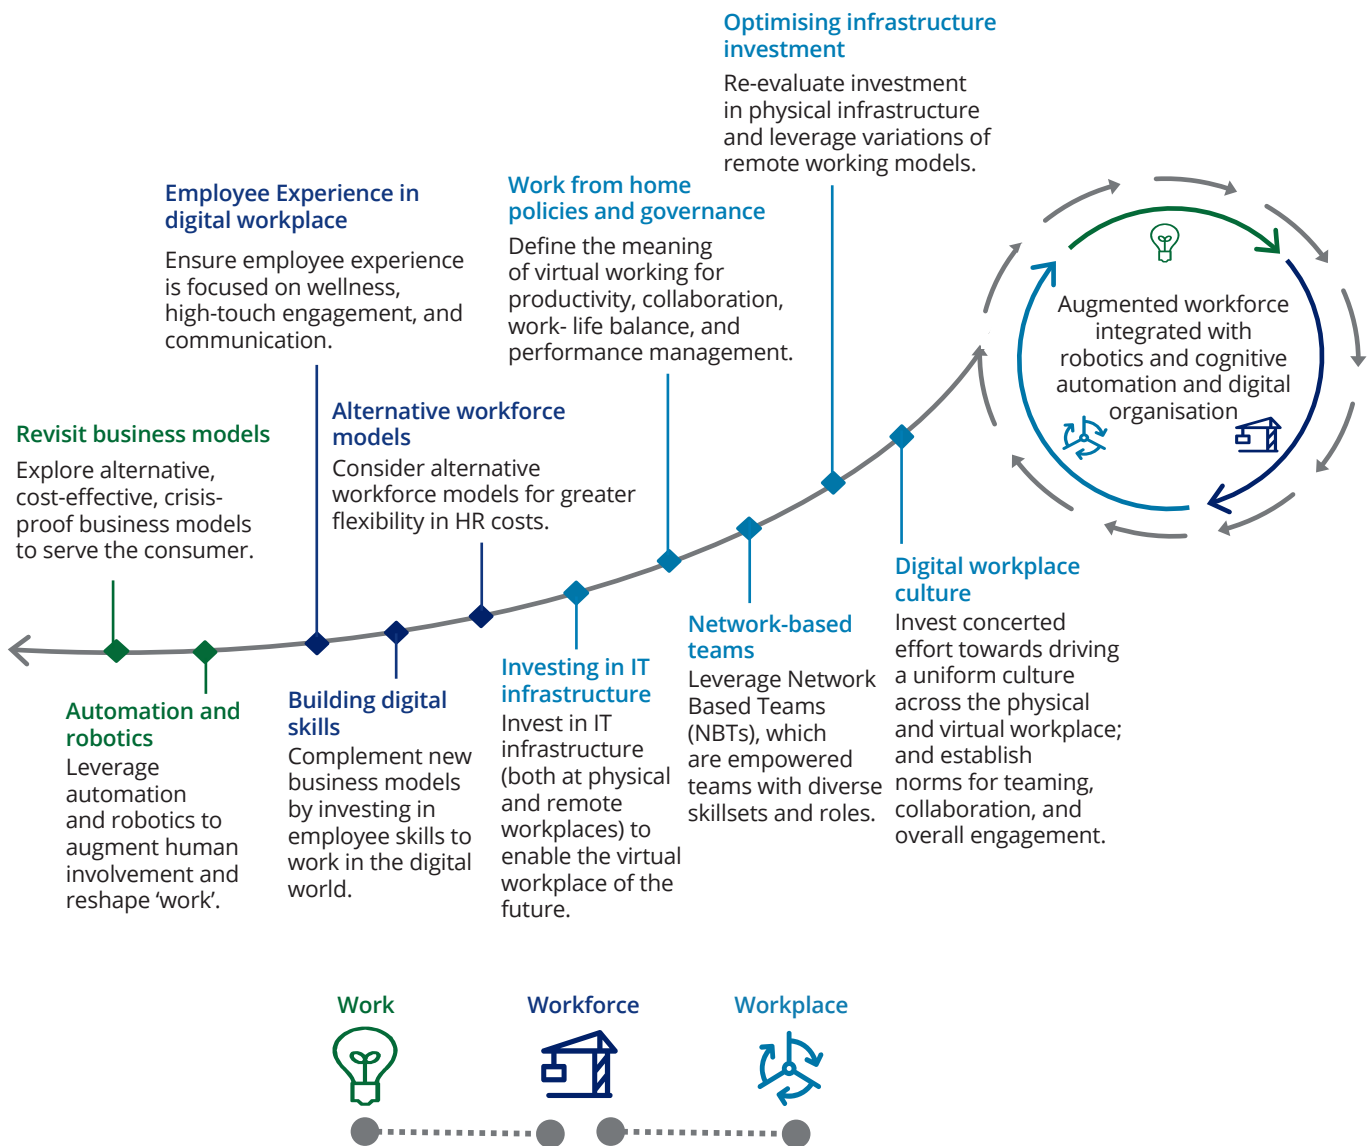 Optimising infrastructure
investment
Re-evaluate investment
in physical infrastructure
and leverage variations of
remote working models.
Employee Experience in
digital workplace
Ensure employee experience
is focused on wellness,
high-touch engagement, and
communication.
Work from home
policies and governance
Define the meaning
of virtual working for
productivity, collaboration,
work- life balance, and
performance management.
Augmented workforce
integrated with
robotics and cognitive
automation and digital
organisation
Revisit business models
Explore alternative,
cost-effective, crisis-
proof business models
to serve the consumer.
Alternative workforce
models
Consider alternative
workforce models for greater
flexibility in HR costs.
Automation and
robotics
Leverage
automation
and robotics to
augment human
involvement and
reshape ‘work’.
Building digital
skills
Complement new
business models
by investing in
employee skills to
work in the digital
world.
Investing in IT
infrastructure
Invest in IT
infrastructure
(both at physical
and remote
workplaces) to
enable the virtual
workplace of the
future.
Network-based
teams
Leverage Network
Based Teams
(NBTs), which
are empowered
teams with diverse
skillsets and roles.
Digital workplace
culture
Invest concerted
effort towards driving
a uniform culture
across the physical
and virtual workplace;
and establish
norms for teaming,
collaboration, and
overall engagement.
Work
Workforce
Workplace